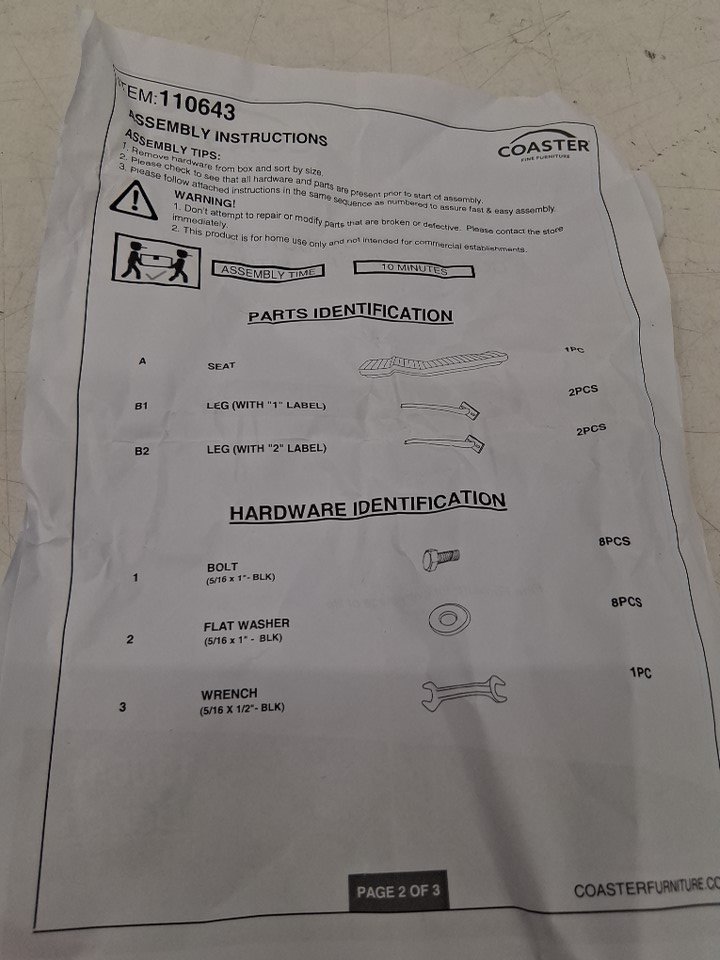 ITEM:110643
ASSEMBLY INSTRUCTIONS
COASTER
FINE FURNITURE
ASSEMBLY TIPS:
1. Remove hardware from box and sort by size.
2. Please check to see that all hardware and parts are present prior to start of assembly.
3. Please follow attached instructions in the same sequence as numbered to assure fast & easy assembly.
WARNING!
1. Don't attempt to repair or modify parts that are broken or defective. Please contact the store
immediately.
2. This product is for home use only and not intended for commercial establishments.
ASSEMBLY TIME 10 MINUTES
PARTS IDENTIFICATION
A SEAT 1PC
B1 LEG (WITH "1" LABEL) 2PCS
B2 LEG (WITH "2" LABEL) 2PCS
HARDWARE IDENTIFICATION
1 BOLT 8PCS
(5/16 x 1"- BLK)
2 FLAT WASHER 8PCS
(5/16 x 1" - BLK)
3 WRENCH 1PC
(5/16 X 1/2"- BLK)
PAGE 2 OF 3
COASTERFURNITURE.CO